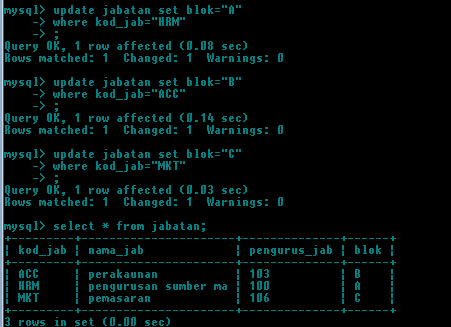 mysql> update jabatan set blok="A"
-> where kod_jab="HRM"
-> ;
Query OK, 1 row affected (0.08 sec)
Rows matched: 1  Changed: 1  Warnings: 0
mysql> update jabatan set blok="B"
-> where kod_jab="ACC"
-> ;
Query OK, 1 row affected (0.14 sec)
Rows matched: 1  Changed: 1  Warnings: 0
mysql> update jabatan set blok="C"
-> where kod_jab="MKT"
-> ;
Query OK, 1 row affected (0.03 sec)
Rows matched: 1  Changed: 1  Warnings: 0
mysql> select * from jabatan;
| kod_jab | nama_jab | pengurus_jab | blok |
| ACC | perakaunan | 103 | B |
| HRM | pengurusan sumber ma | 100 | A |
| MKT | pemasaran | 106 | C |
3 rows in set (0.00 sec)